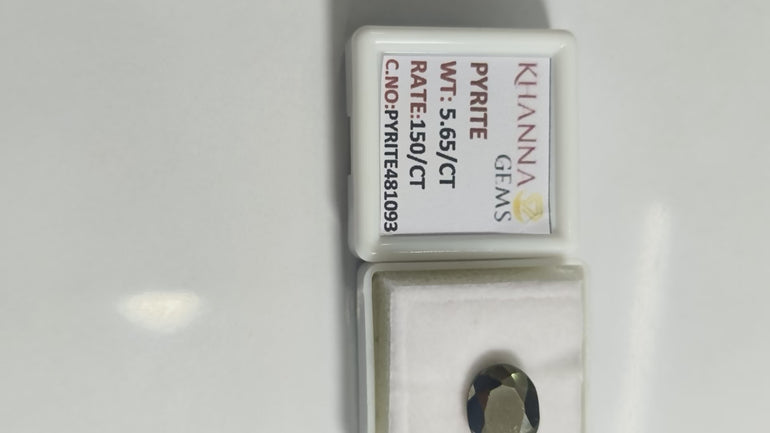 KHANNA
GEMS
PYRITE
WT: 5.65/CT
RATE:150/CT
C.NO:PYRITE481093